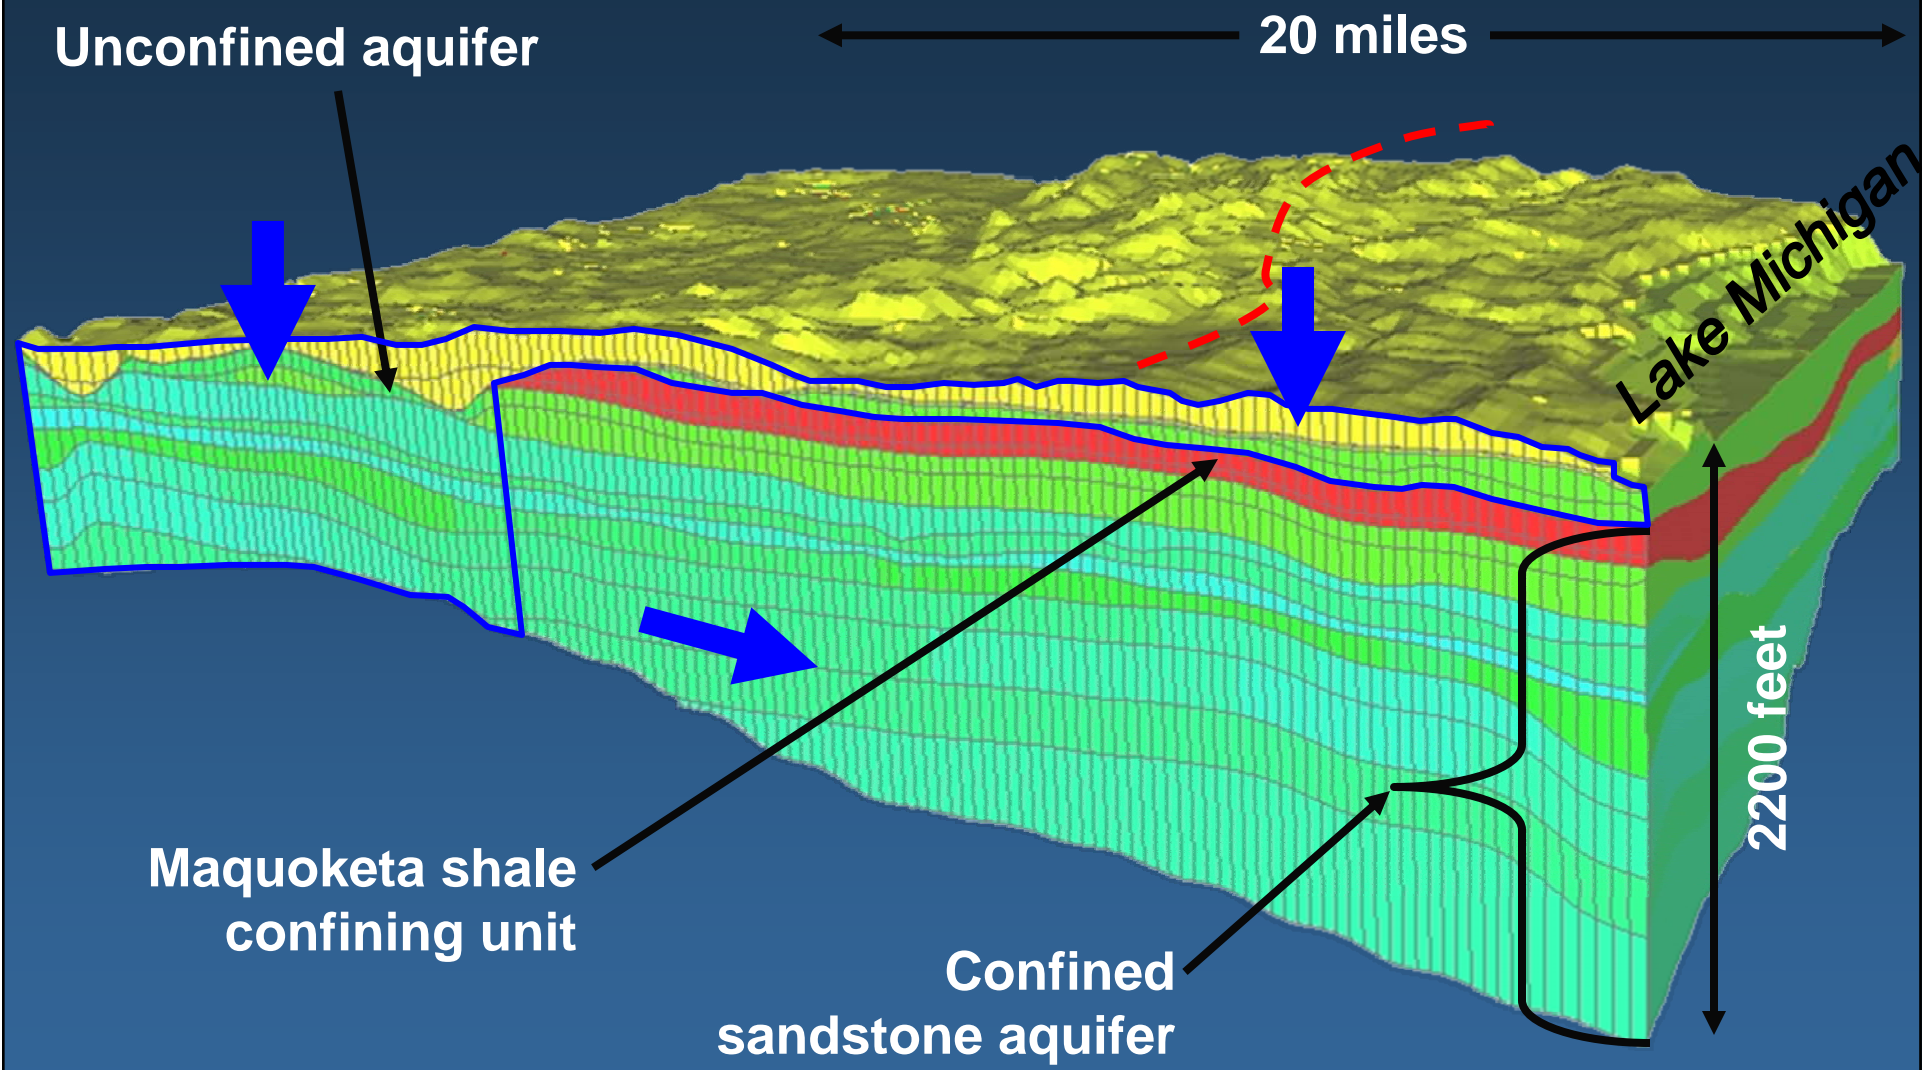 Unconfined aquifer
20 miles
Lake Michigan
2200 feet
Maquoketa shale
confining unit
Confined
sandstone aquifer